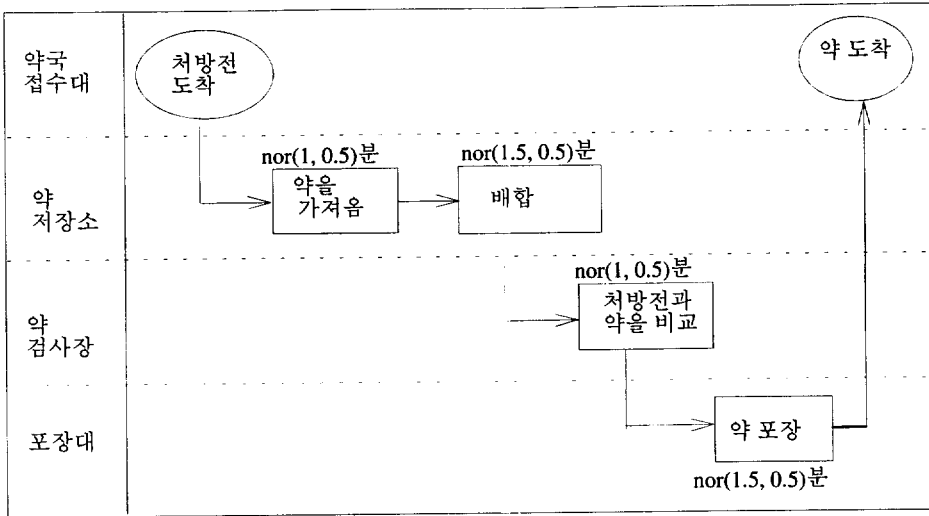 약국
접수대
처방전
도착
약 도착
약
저장소
nor(1, 0.5)분
약을
가져옴
nor(1.5, 0.5)분
배합
약
검사장
nor(1, 0.5)분
처방전과
약을 비교
포장대
약 포장
nor(1.5, 0.5)분